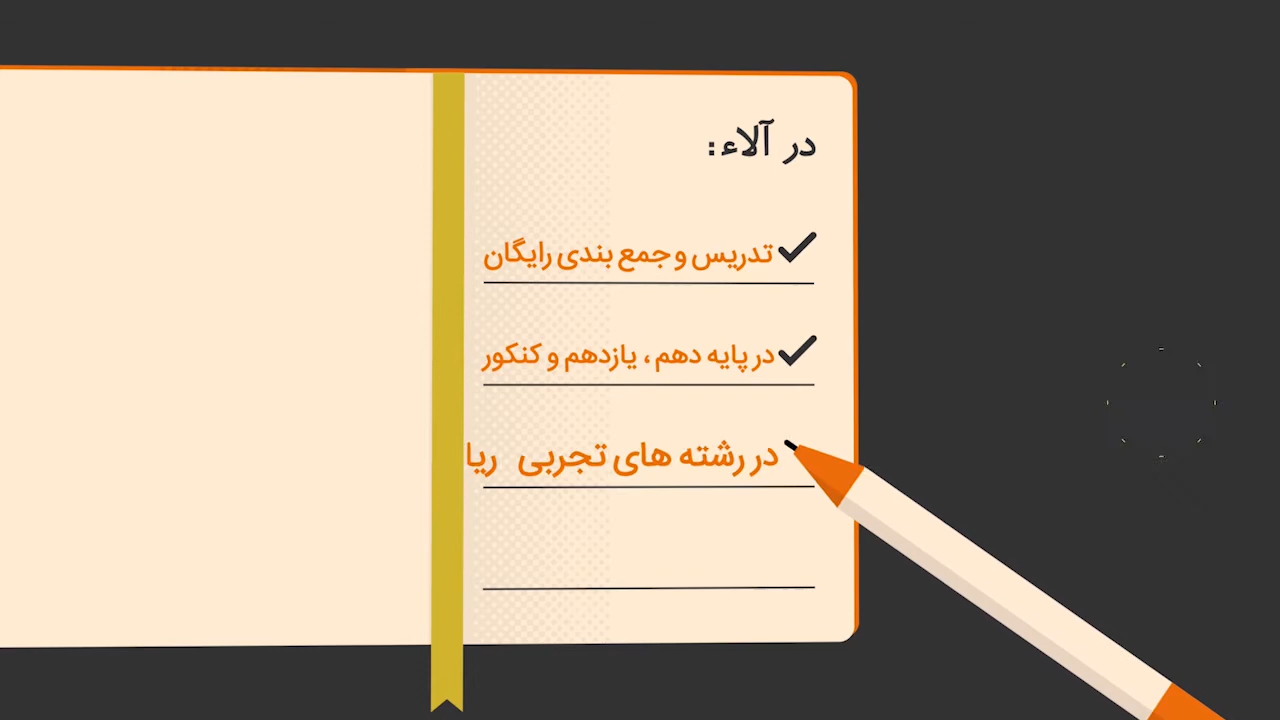 در آلاء:
تدریس و جمع بندی رایگان
در پایه دهم ، یازدهم و کنکور
در رشته های تجربی ریا